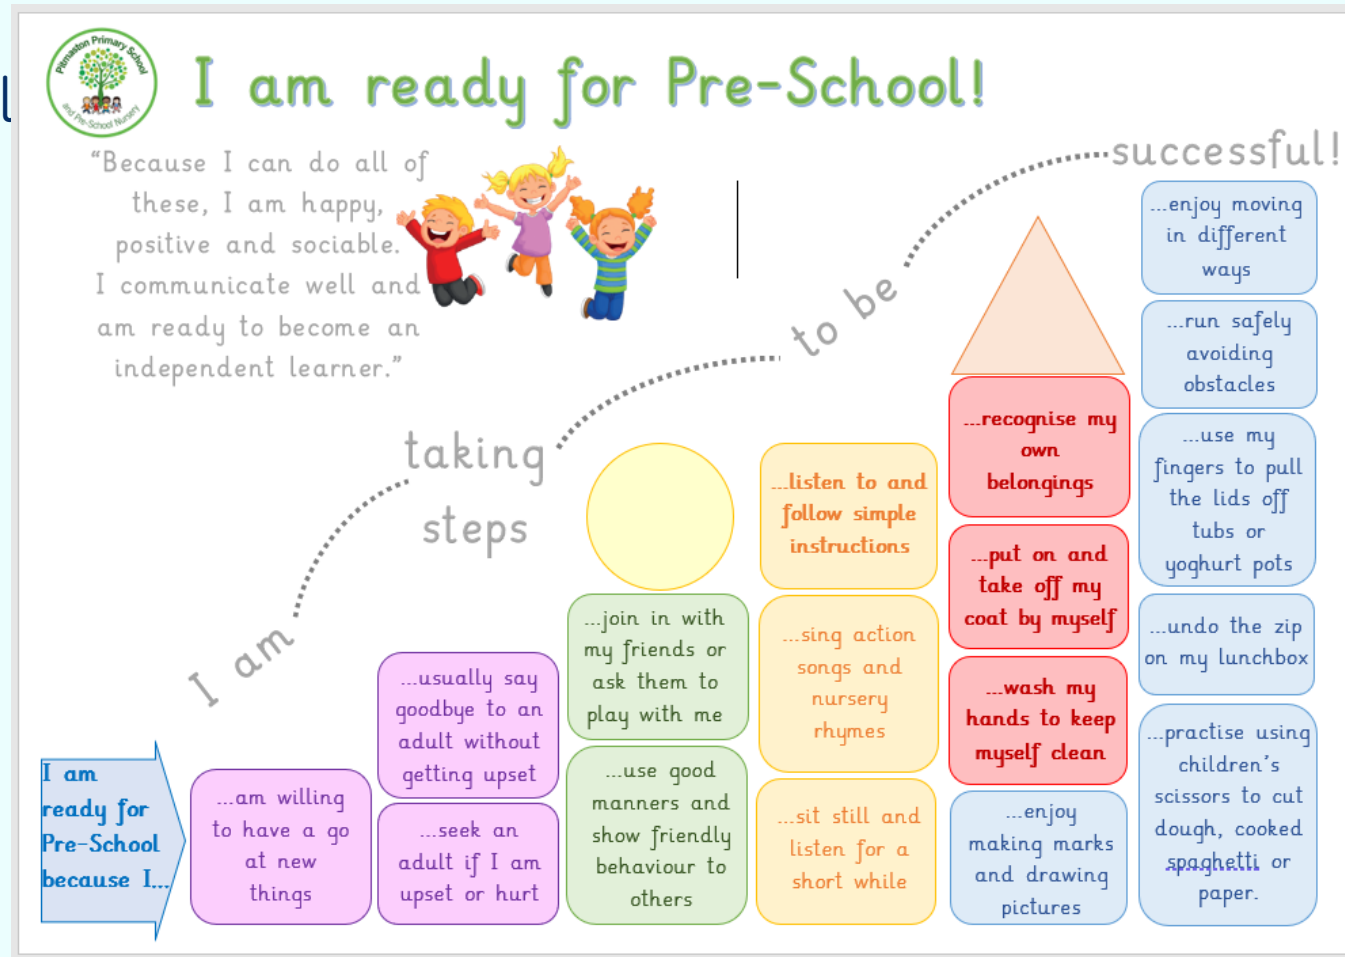 Pitmaston Primary School
and Pre-School Nursery
I am ready for Pre-School!
"Because I can do all of
these, I am happy,
positive and sociable.
I communicate well and
am ready to become an
independent learner."
I am
taking
steps
to be
successful!
I am
ready for
Pre-School
because I...
...am willing
to have a go
at new
things
...usually say
goodbye to an
adult without
getting upset
...seek an
adult if I am
upset or hurt
...join in with
my friends or
ask them to
play with me
...use good
manners and
show friendly
behaviour to
others
...listen to and
follow simple
instructions
...sing action
songs and
nursery
rhymes
...sit still and
listen for a
short while
...recognise my
own
belongings
...put on and
take off my
coat by myself
...wash my
hands to keep
myself clean
...enjoy
making marks
and drawing
pictures
...enjoy moving
in different
ways
...run safely
avoiding
obstacles
...use my
fingers to pull
the lids off
tubs or
yoghurt pots
...undo the zip
on my lunchbox
...practise using
children's
scissors to cut
dough, cooked
spaghetti or
paper.